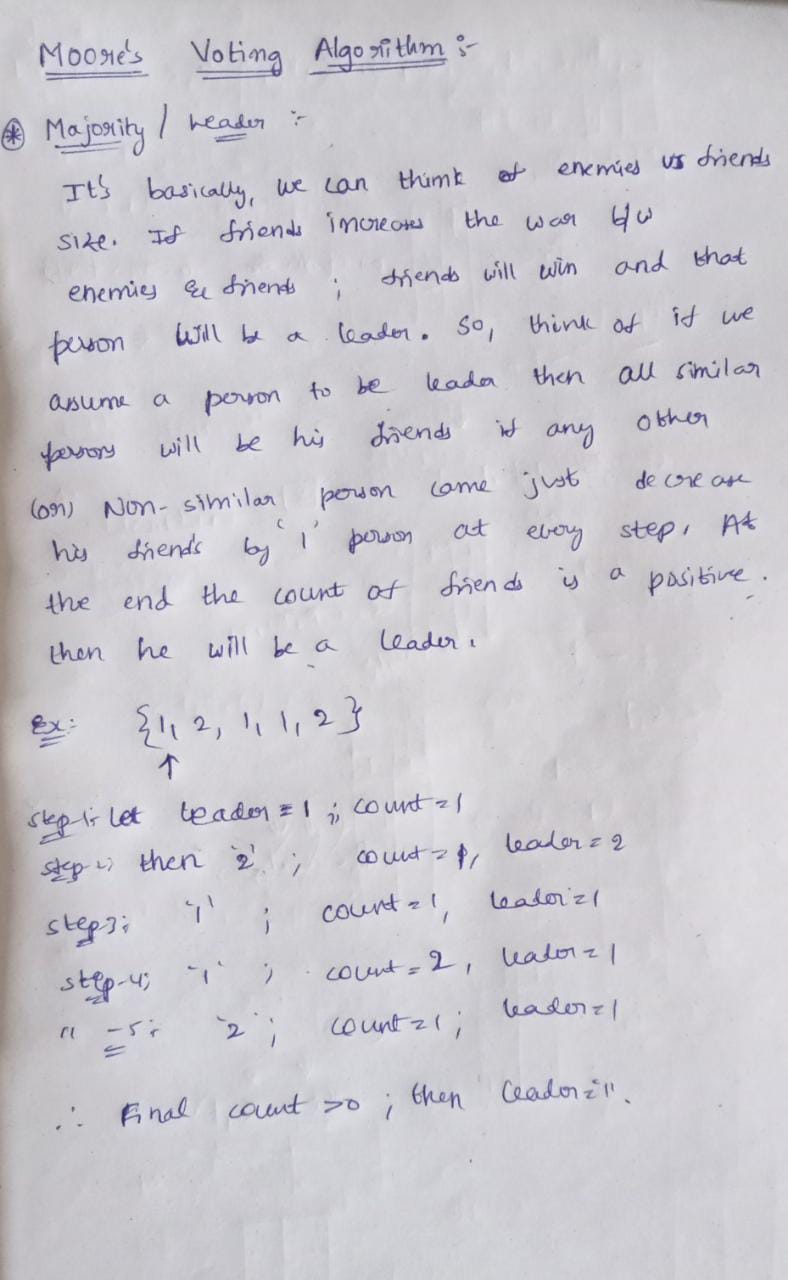 Moore's Voting Algorithm :-
* Majority / Leader :-
It's basically, we can think of enemies vs friends
size. If friends increases the war b/w
enemies & friends ; friends will win and that
person will be a leader. So, think of if we
assume a person to be leader then all similar
persons will be his friends if any other
(or) Non-similar person came just decrease
his friends by '1' person at every step. At
the end the count of friends is a positive.
then he will be a leader.
Ex: {1, 2, 1, 1, 2}
↑
step-1: Let leader = 1 ; count = 1
step 2: then '2' ; count = 1, leader = 2
step 3: '1' ; count = 1, leader = 1
step-4; '1' ; count = 2, leader = 1
" -5: '2' ; count = 1 ; leader = 1
∴ Final count >0 ; then leader = '1'.